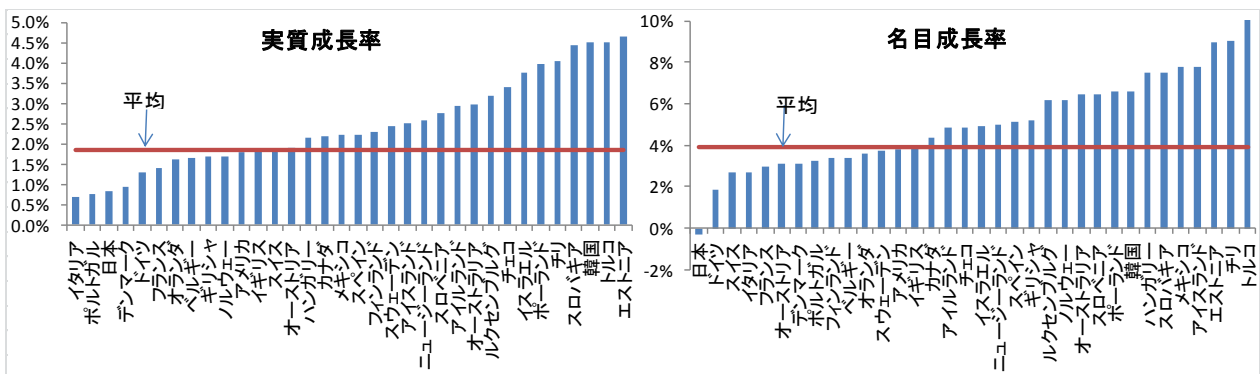 実質成長率
平均
5.0%
4.5%
4.0%
3.5%
3.0%
2.5%
2.0%
1.5%
1.0%
0.5%
0.0%
イタリア
ポルトガル
日本
デンマーク
ドイツ
フランス
オランダ
ベルギー
ギリシャ
ノルウェー
アメリカ
イギリス
スイス
オーストリア
ハンガリー
カナダ
メキシコ
スペイン
フィンランド
スウェーデン
アイスランド
ニュージーランド
スロベニア
アイルランド
オーストラリア
ルクセンブルグ
チェコ
イスラエル
ポーランド
チリ
スロバキア
韓国
トルコ
エストニア
名目成長率
平均
10%
8%
6%
4%
2%
0%
-2%
日本
ドイツ
スイス
イタリア
フランス
オーストリア
デンマーク
ポルトガル
フィンランド
ベルギー
オランダ
スウェーデン
アメリカ
イギリス
カナダ
アイルランド
チェコ
イスラエル
ニュージーランド
スペイン
ギリシャ
ルクセンブルグ
ノルウェー
オーストラリア
スロベニア
ポーランド
韓国
ハンガリー
スロバキア
メキシコ
アイスランド
エストニア
チリ
トルコ